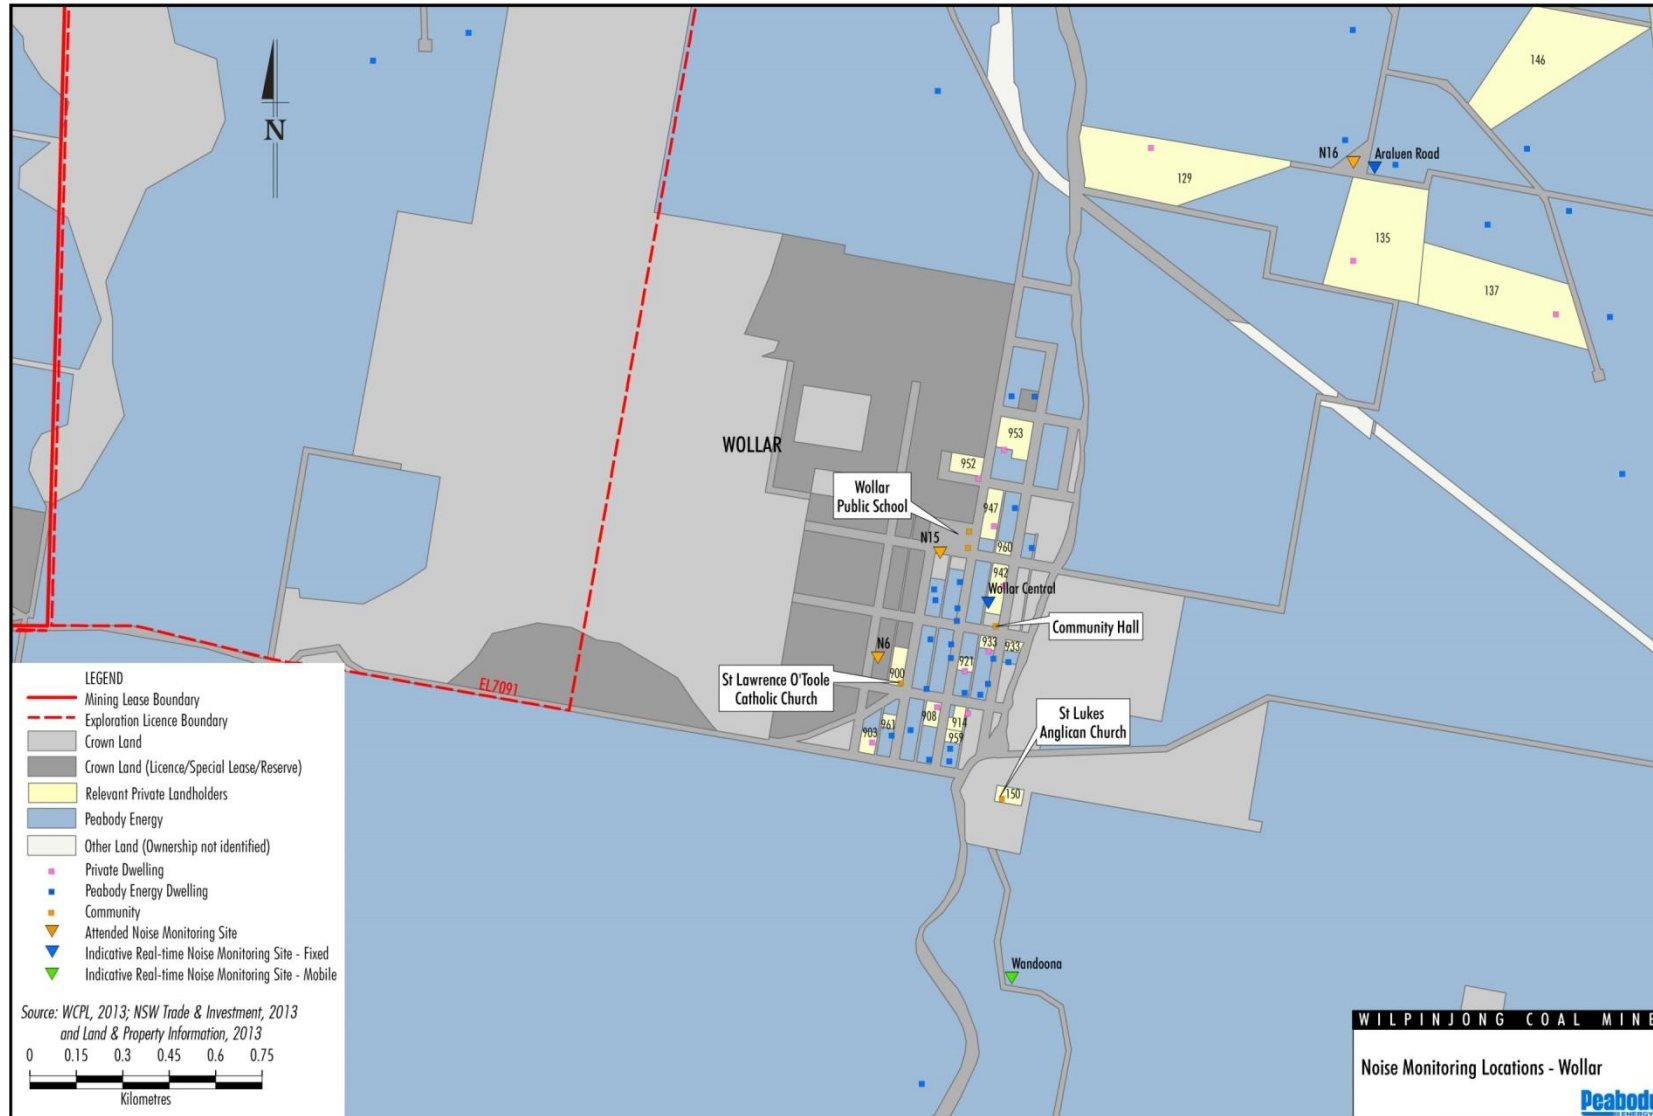 N
146
N16
Araluen Road
129
135
137
WOLLAR
953
952
Wollar
Public School
947
N15
960
942
Wollar Central
Community Hall
933
933
N6
921
900
St Lawrence O'Toole
Catholic Church
EL7091
St Lukes
Anglican Church
908
914
961
903
959
150
Wandoona
LEGEND
Mining Lease Boundary
Exploration Licence Boundary
Crown Land
Crown Land (Licence/Special Lease/Reserve)
Relevant Private Landholders
Peabody Energy
Other Land (Ownership not identified)
Private Dwelling
Peabody Energy Dwelling
Community
Attended Noise Monitoring Site
Indicative Real-time Noise Monitoring Site - Fixed
Indicative Real-time Noise Monitoring Site - Mobile
Source: WCPL, 2013; NSW Trade & Investment, 2013
and Land & Property Information, 2013
0 0.15 0.3 0.45 0.6 0.75
Kilometres
WILPINJONG COAL MINE
Noise Monitoring Locations - Wollar
Peabody
ENERGY